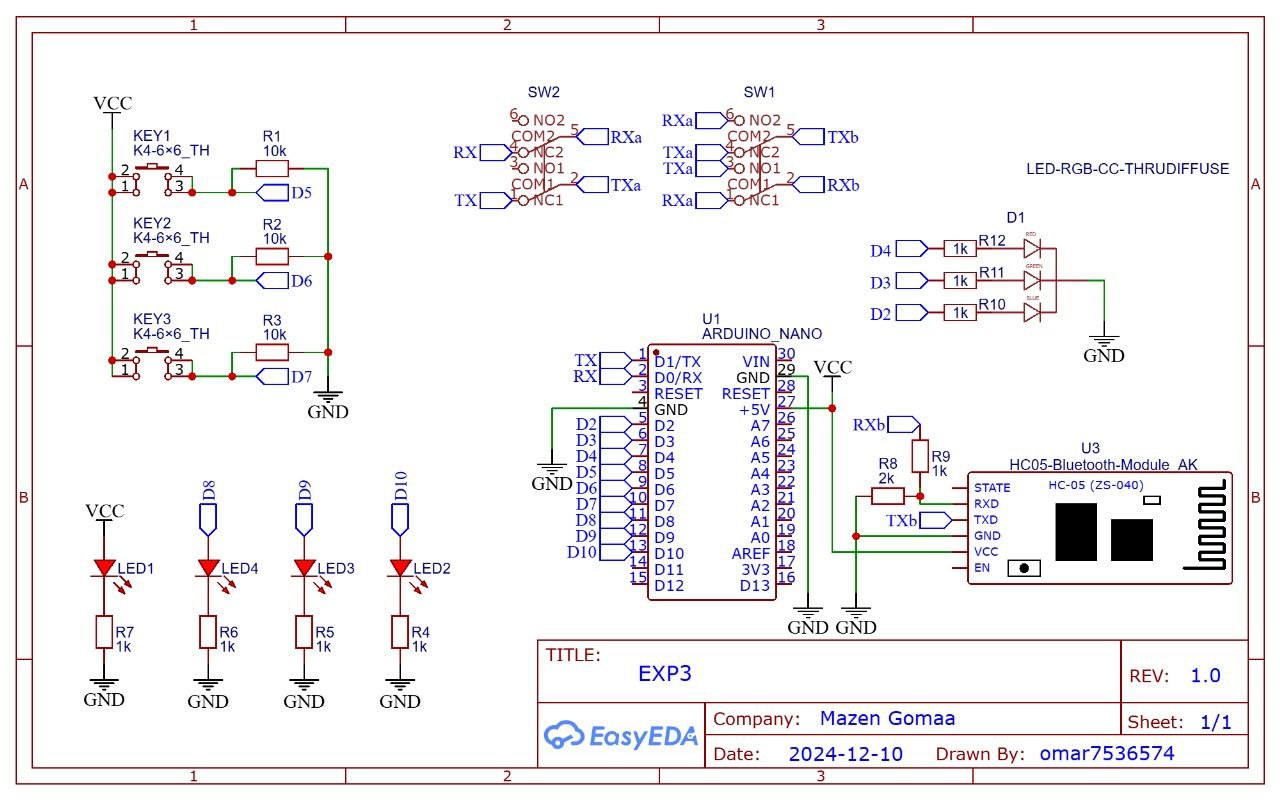 1 2 3
A
B
VCC
KEY1
K4-6×6_TH
2 4
1 3
R1
10k
D5
KEY2
K4-6×6_TH
2 4
1 3
R2
10k
D6
KEY3
K4-6×6_TH
2 4
1 3
R3
10k
D7
GND
SW2
6 NO2
COM2 5 RXa
RX 4 NC2
3 NO1
COM1 2 TXa
TX 1 NC1
SW1
RXa 6 NO2
COM2 5 TXb
TXa 4 NC2
TXa 3 NO1
COM1 2 RXb
RXa 1 NC1
LED-RGB-CC-THRUDIFFUSE
D1
D4 1k R12 RED
D3 1k R11 GREEN
D2 1k R10 BLUE
GND
U1
ARDUINO_NANO
TX 1 D1/TX VIN 30
RX 2 D0/RX GND 29
3 RESET RESET 28
4 GND +5V 27
D2 5 D2 A7 26
D3 6 D3 A6 25
D4 7 D4 A5 24
D5 8 D5 A4 23
D6 9 D6 A3 22
D7 10 D7 A2 21
D8 11 D8 A1 20
D9 12 D9 A0 19
D10 13 D10 AREF 18
14 D11 3V3 17
15 D12 D13 16
GND
VCC
GND GND
RXb
R9
1k
R8
2k
TXb
U3
HC05-Bluetooth-Module_AK
HC-05 (ZS-040)
STATE
RXD
TXD
GND
VCC
EN
VCC
LED1
R7
1k
GND
D8
LED4
R6
1k
GND
D9
LED3
R5
1k
GND
D10
LED2
R4
1k
GND
TITLE:
EXP3
REV: 1.0
EasyEDA
Company: Mazen Gomaa
Sheet: 1/1
Date: 2024-12-10 Drawn By: omar7536574
A
B
1 2 3